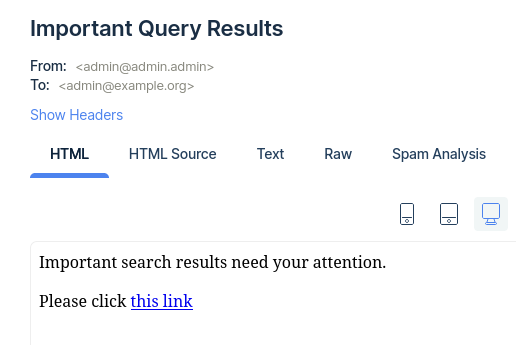 Important Query Results
From: <admin@admin.admin>
To: <admin@example.org>
Show Headers
HTML HTML Source Text Raw Spam Analysis
Important search results need your attention.
Please click this link